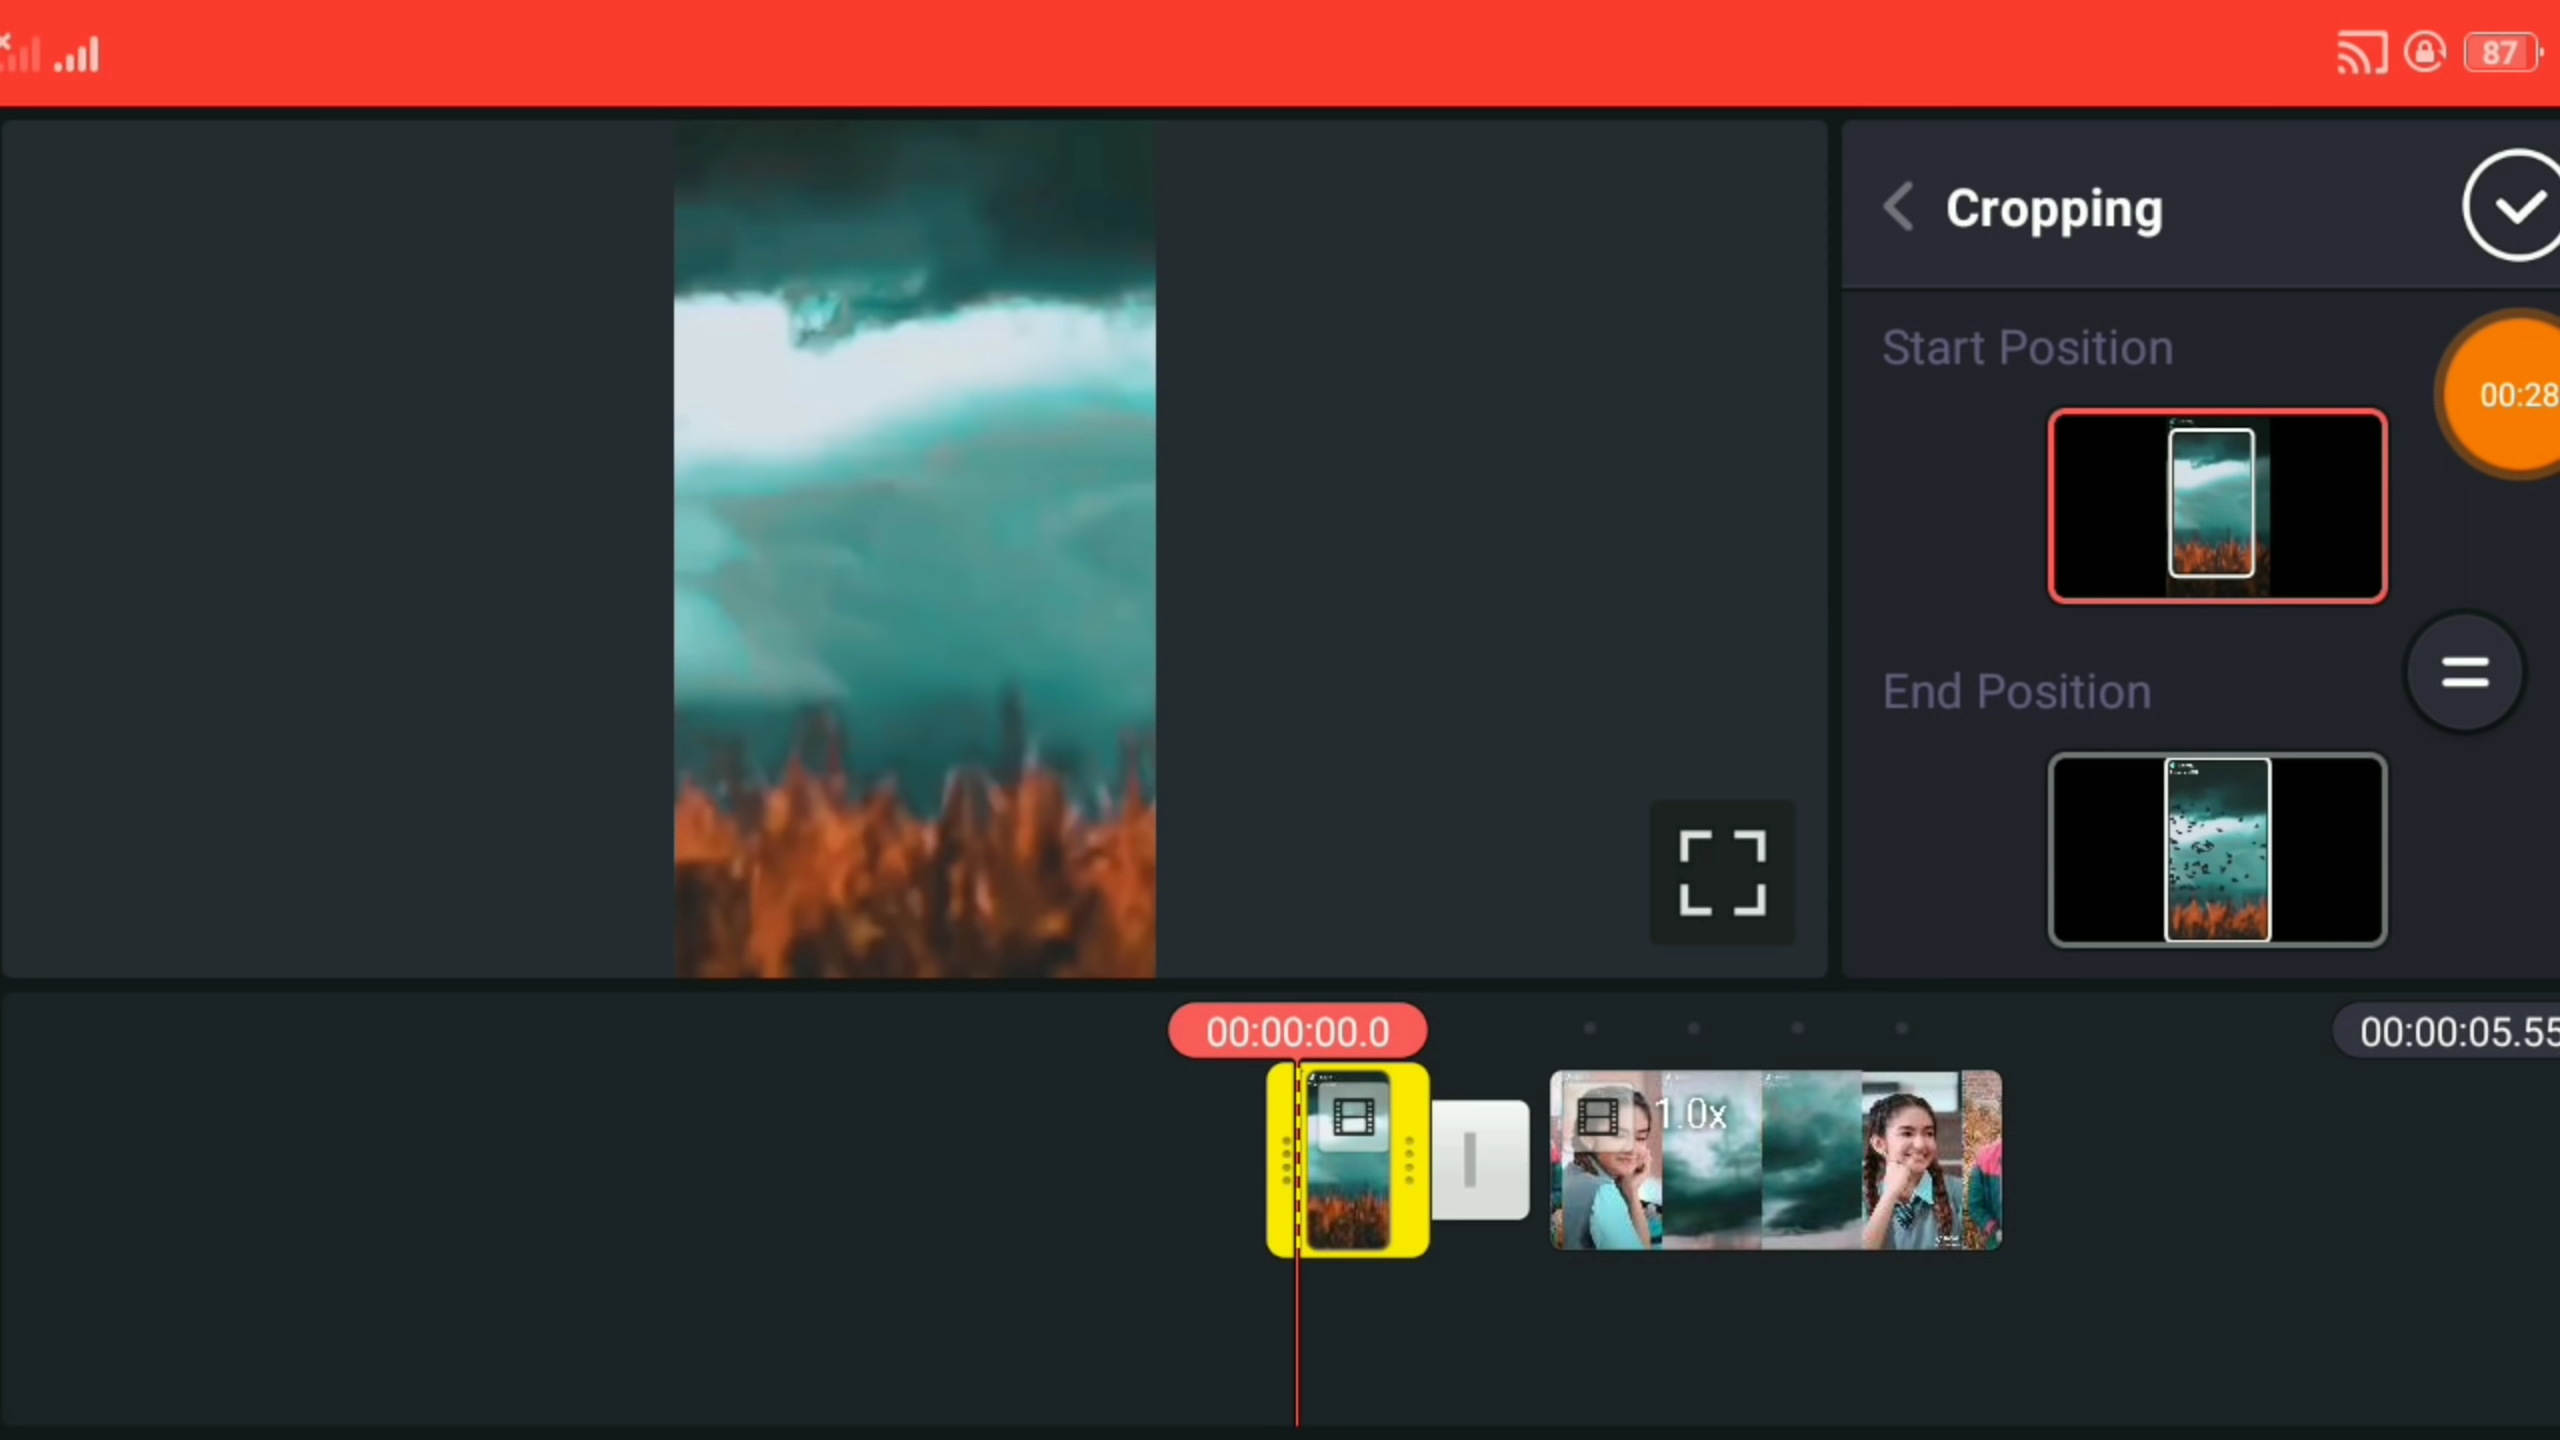 87
Cropping
Start Position
00:28
End Position
00:00:00.0
00:00:05.55
1.0x